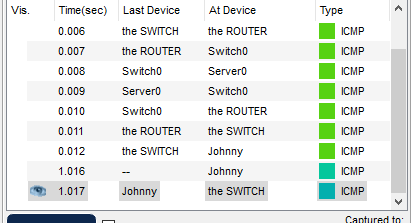 Vis. Time(sec) Last Device At Device Type
0.006 the SWITCH the ROUTER ICMP
0.007 the ROUTER Switch0 ICMP
0.008 Switch0 Server0 ICMP
0.009 Server0 Switch0 ICMP
0.010 Switch0 the ROUTER ICMP
0.011 the ROUTER the SWITCH ICMP
0.012 the SWITCH Johnny ICMP
1.016 -- Johnny ICMP
1.017 Johnny the SWITCH ICMP
Captured to: